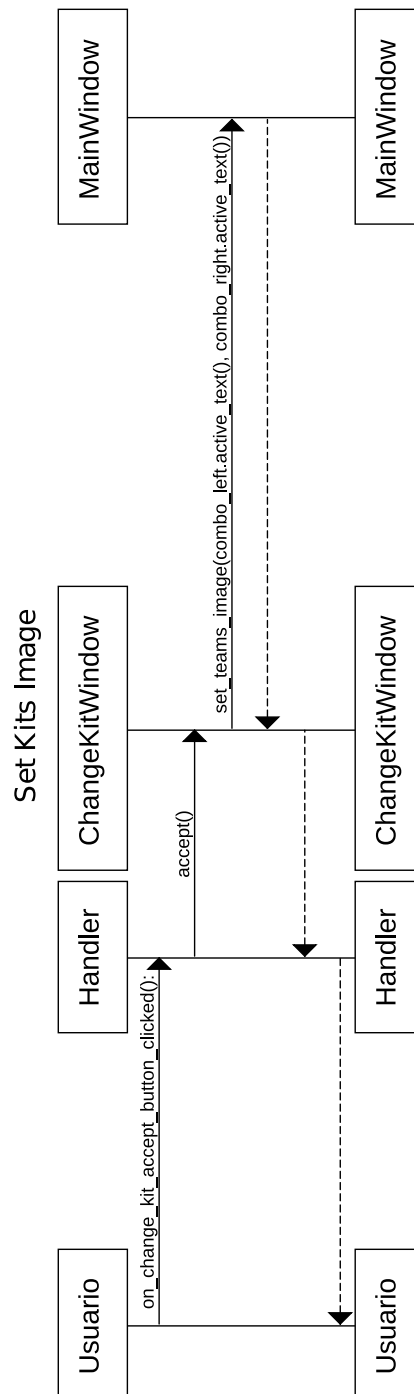 Set Kits Image
Usuario
Handler
ChangeKitWindow
MainWindow
on_change_kit_accept_button_clicked():
accept()
set_teams_image(combo_left.active_text(), combo_right.active_text())
Usuario
Handler
ChangeKitWindow
MainWindow